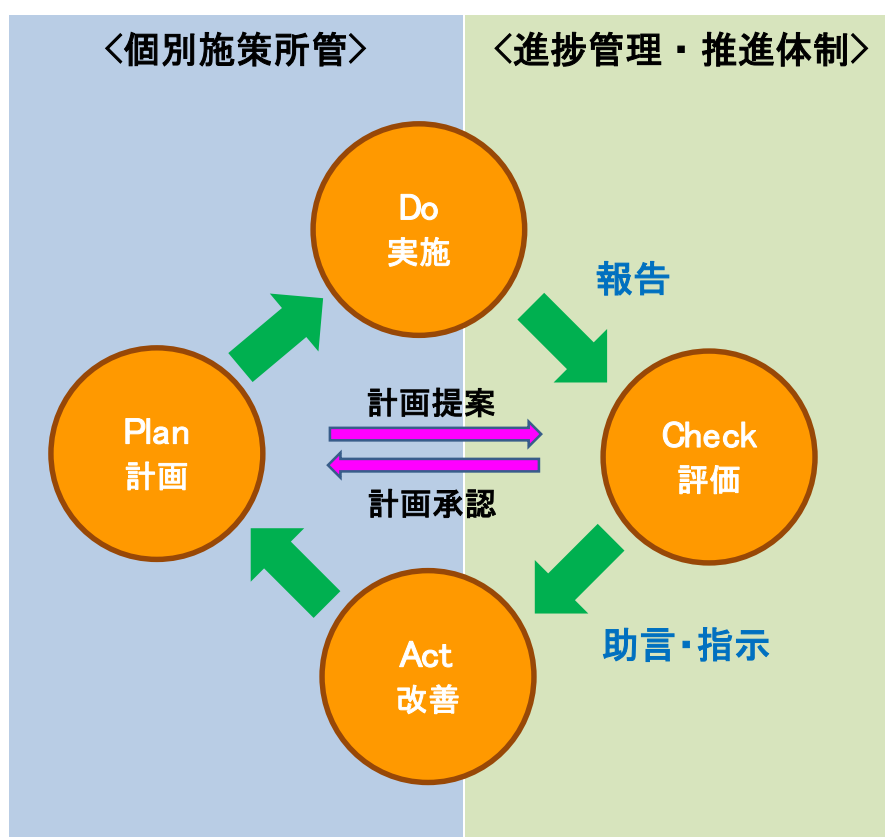 <個別施策所管>
<進捗管理・推進体制>
Do
実施
報告
計画提案
Plan
計画
Check
評価
計画承認
助言・指示
Act
改善